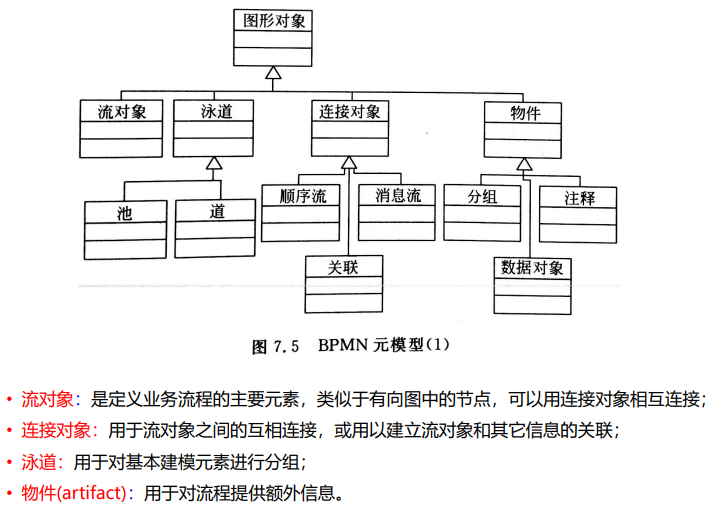 图形对象
流对象 泳道 连接对象 物件
池 道 顺序流 消息流 分组 注释
关联 数据对象
图 7.5 BPMN 元模型(1)
• 流对象：是定义业务流程的主要元素，类似于有向图中的节点，可以用连接对象相互连接；
• 连接对象：用于流对象之间的互相连接，或用以建立流对象和其它信息的关联；
• 泳道：用于对基本建模元素进行分组；
• 物件(artifact)：用于对流程提供额外信息。